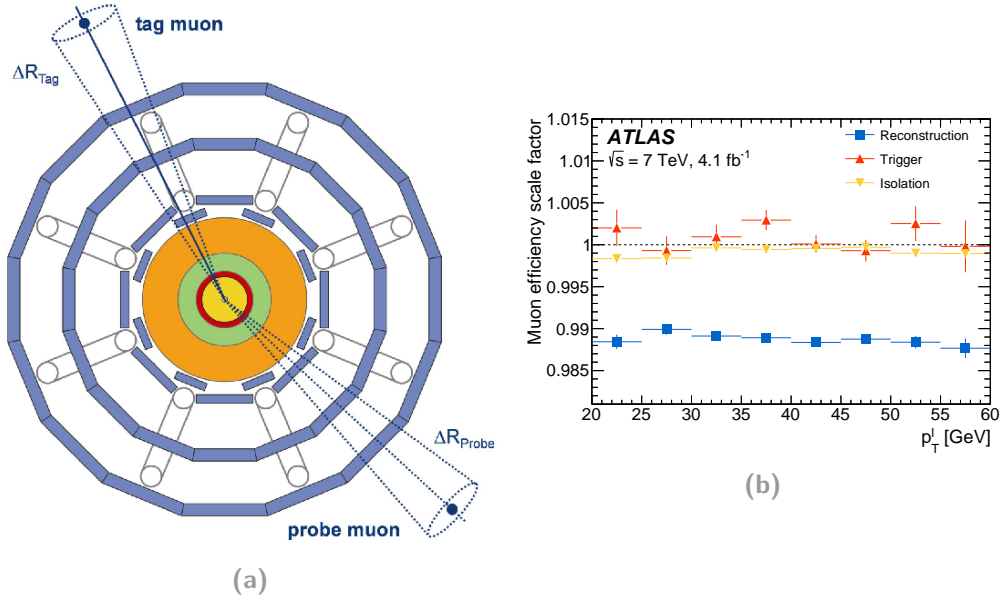 tag muon
ΔR_Tag
ΔR_Probe
probe muon
(a)
ATLAS
√s = 7 TeV, 4.1 fb⁻¹
Reconstruction
Trigger
Isolation
Muon efficiency scale factor
1.015
1.01
1.005
1
0.995
0.99
0.985
20 25 30 35 40 45 50 55 60
p_T^l [GeV]
(b)